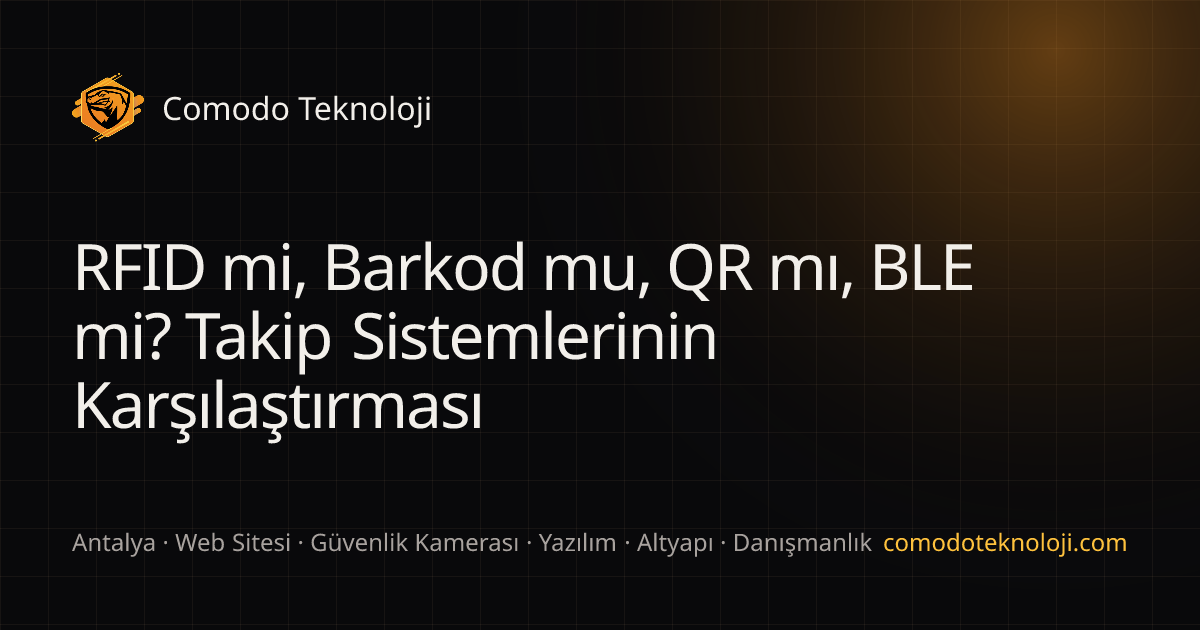 Comodo Teknoloji
RFID mi, Barkod mu, QR mı, BLE
mi? Takip Sistemlerinin
Karşılaştırması
Antalya · Web Sitesi · Güvenlik Kamerası · Yazılım · Altyapı · Danışmanlık comodoteknoloji.com